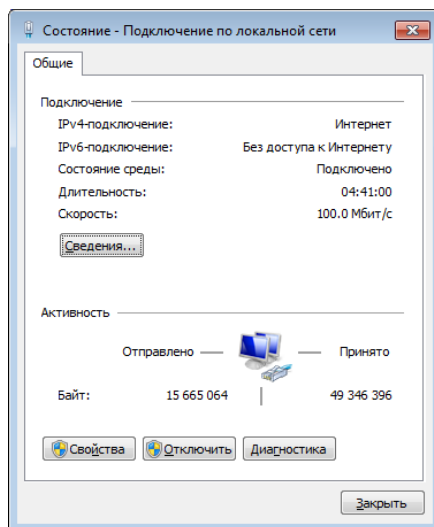 Состояние - Подключение по локальной сети
Общие
Подключение
IPv4-подключение: Интернет
IPv6-подключение: Без доступа к Интернету
Состояние среды: Подключено
Длительность: 04:41:00
Скорость: 100.0 Мбит/с
Сведения...
Активность
Отправлено — — Принято
Байт: 15 665 064 | 49 346 396
Свойства Отключить Диагностика
Закрыть